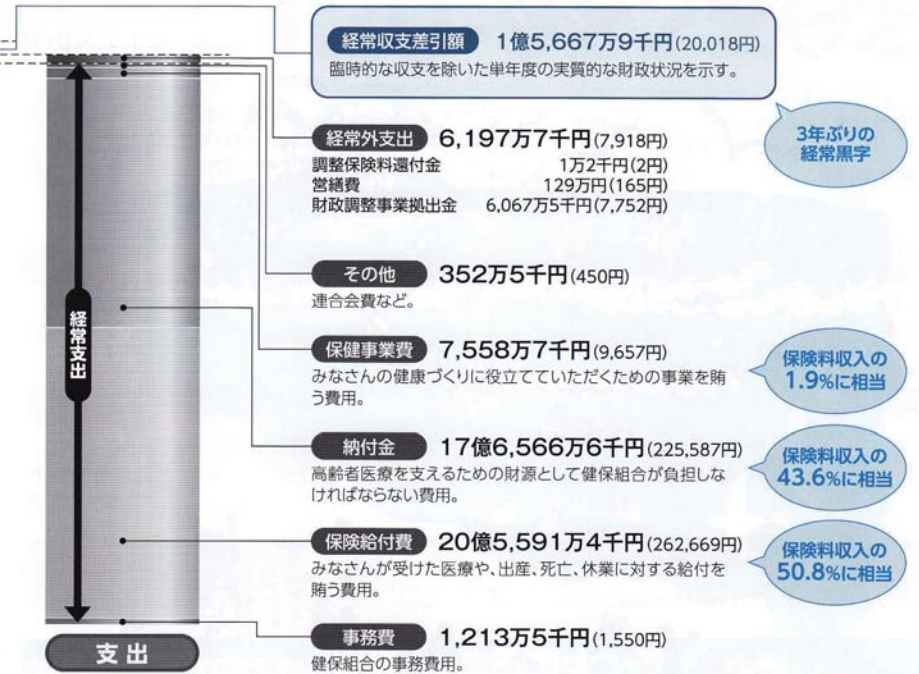 経常収支差引額 1億5,667万9千円(20,018円)
臨時的な収支を除いた単年度の実質的な財政状況を示す。
3年ぶりの
経常黒字
経常外支出 6,197万7千円(7,918円)
調整保険料還付金 1万2千円(2円)
営繕費 129万円(165円)
財政調整事業拠出金 6,067万5千円(7,752円)
その他 352万5千円(450円)
連合会費など。
経常支出
保健事業費 7,558万7千円(9,657円)
みなさんの健康づくりに役立てていただくための事業を賄
う費用。
保険料収入の
1.9%に相当
納付金 17億6,566万6千円(225,587円)
高齢者医療を支えるための財源として健保組合が負担しな
ければならない費用。
保険料収入の
43.6%に相当
保険給付費 20億5,591万4千円(262,669円)
みなさんが受けた医療や、出産、死亡、休業に対する給付を
賄う費用。
保険料収入の
50.8%に相当
事務費 1,213万5千円(1,550円)
健保組合の事務費用。
支出